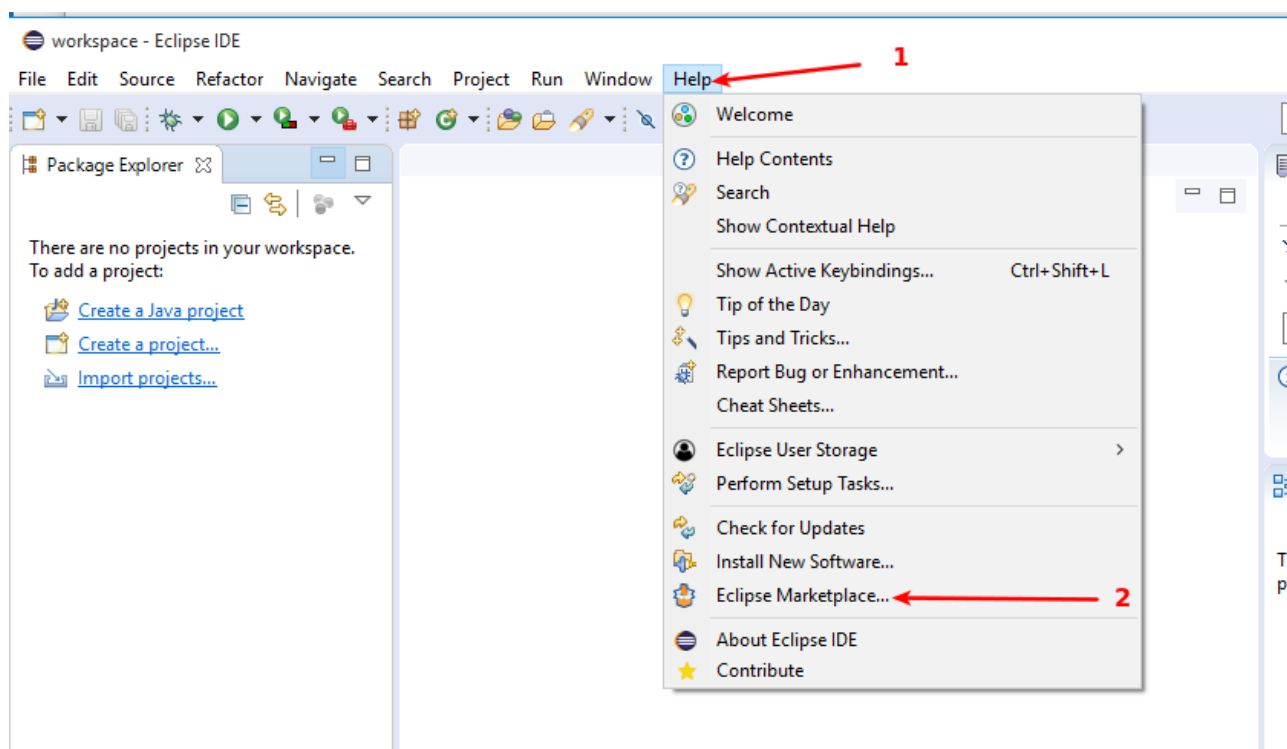 workspace - Eclipse IDE
1
File Edit Source Refactor Navigate Search Project Run Window Help
Package Explorer
There are no projects in your workspace.
To add a project:
Create a Java project
Create a project...
Import projects...
Welcome
Help Contents
Search
Show Contextual Help
Show Active Keybindings... Ctrl+Shift+L
Tip of the Day
Tips and Tricks...
Report Bug or Enhancement...
Cheat Sheets...
Eclipse User Storage
Perform Setup Tasks...
Check for Updates
Install New Software...
Eclipse Marketplace... 2
About Eclipse IDE
Contribute
T
p